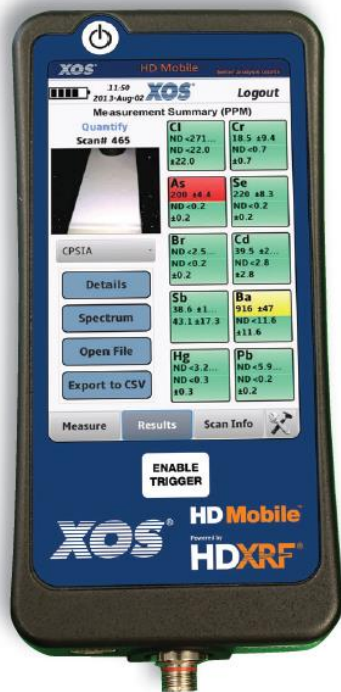 XOS
HD Mobile
Better Analysis Counts
11:50
2013-Aug-02
XOS
Logout
Measurement Summary (PPM)
Quantify
Scan# 465
CPSIA
Details
Spectrum
Open File
Export to CSV
Cl
ND <271...
ND <22.0
±22.0
Cr
18.5 ±9.4
ND <0.7
±0.7
As
200 ±4.4
ND <0.2
±0.2
Se
220 ±8.3
ND <0.2
±0.2
Br
ND <2.5...
ND <0.2
±0.2
Cd
39.5 ±2...
ND <2.8
±2.8
Sb
38.6 ±1...
43.1 ±17.3
Ba
916 ±47
ND <11.6
±11.6
Hg
ND <3.2...
ND <0.3
±0.3
Pb
ND <5.9...
ND <0.2
±0.2
Measure
Results
Scan Info
ENABLE
TRIGGER
XOS®
HD Mobile™
Powered by
HDXRF®